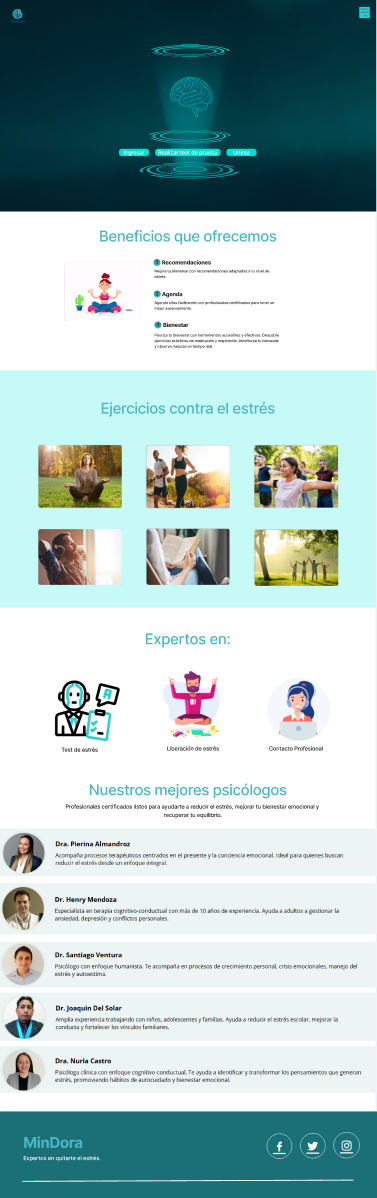 Ingresar
Realizar test de prueba
Unirse
Beneficios que ofrecemos
1 Recomendaciones
Mejora tu bienestar con recomendaciones adaptadas a tu nivel de
estrés.
2 Agenda
Agenda citas fácilmente con profesionales certificados para tener un
mejor asesoramiento.
3 Bienestar
Prioriza tu bienestar con herramientas accesibles y efectivas. Descubre
ejercicios prácticos de meditación y respiración. Monitorea tu bienestar
y observa mejoras en tiempo real.
Ejercicios contra el estrés
Expertos en:
Test de estrés
Liberación de estrés
Contacto Profesional
Nuestros mejores psicólogos
Profesionales certificados listos para ayudarte a reducir el estrés, mejorar tu bienestar emocional y
recuperar tu equilibrio.
Dra. Pierina Almandroz
Acompaña procesos terapéuticos centrados en el presente y la conciencia emocional. Ideal para quienes buscan
reducir el estrés desde un enfoque integral.
Dr. Henry Mendoza
Especialista en terapia cognitivo-conductual con más de 10 años de experiencia. Ayuda a adultos a gestionar la
ansiedad, depresión y conflictos personales.
Dr. Santiago Ventura
Psicólogo con enfoque humanista. Te acompaña en procesos de crecimiento personal, crisis emocionales, manejo del
estrés y autoestima.
Dr. Joaquin Del Solar
Amplia experiencia trabajando con niños, adolescentes y familias. Ayuda a reducir el estrés escolar, mejorar la
conducta y fortalecer los vínculos familiares.
Dra. Nuria Castro
Psicóloga clínica con enfoque cognitivo-conductual. Te ayuda a identificar y transformar los pensamientos que generan
estrés, promoviendo hábitos de autocuidado y bienestar emocional.
MinDora
Expertos en quitarte el estrés.